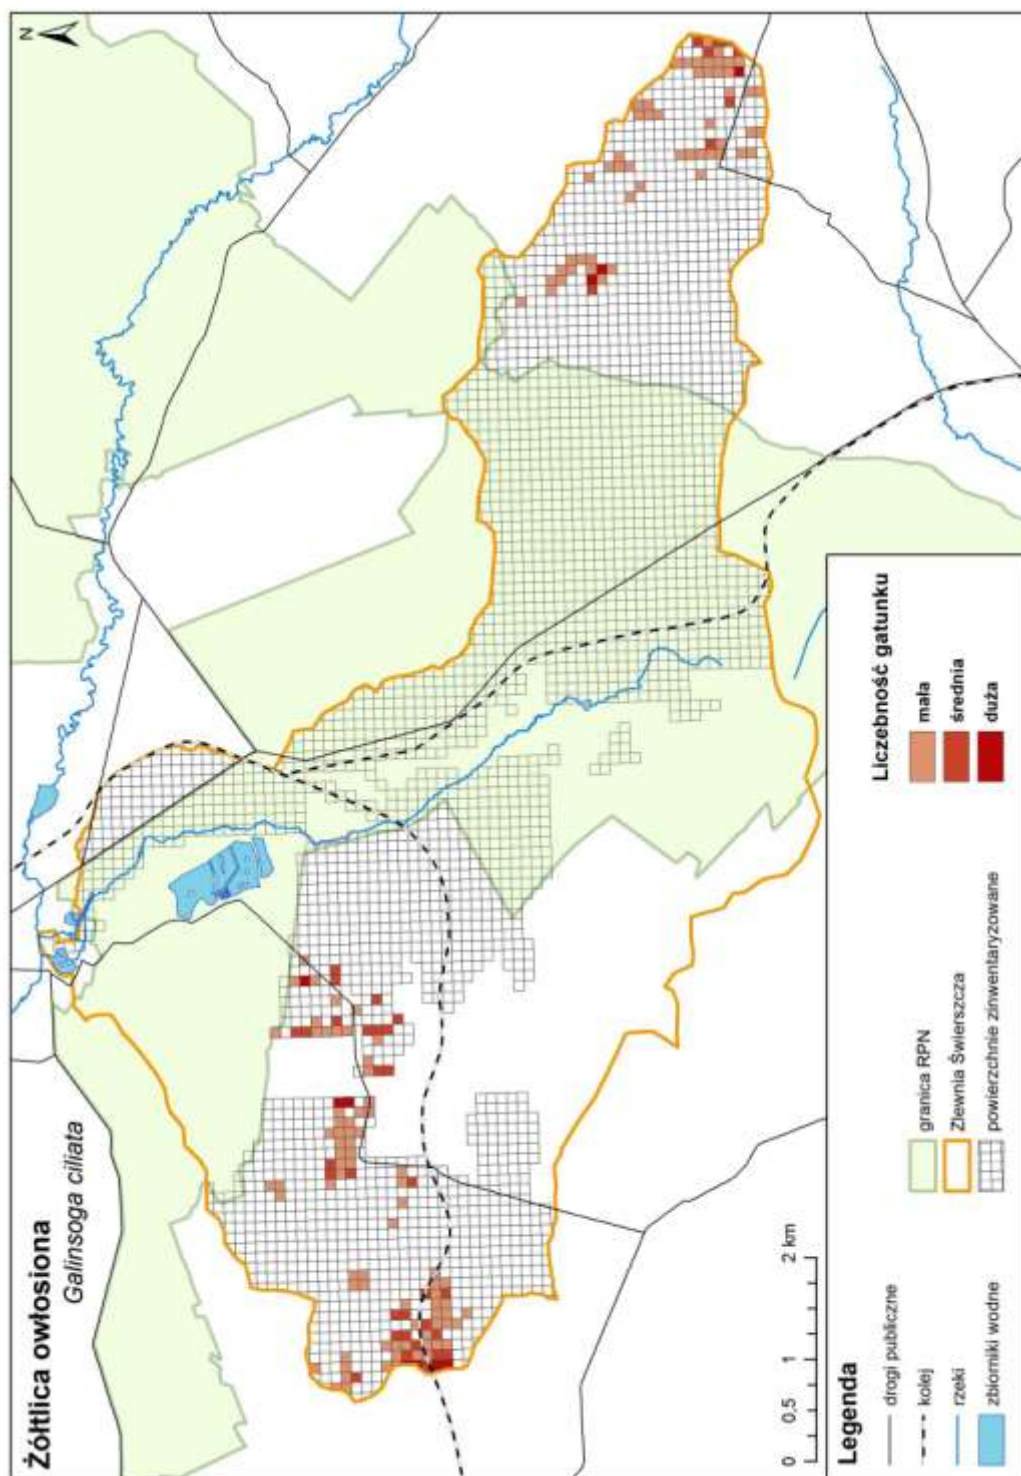 Żółtlica owłosiona
Galinsoga ciliata
N
0 0,5 1 2 km
Legenda
drogi publiczne
kolej
rzeki
zbiorniki wodne
granica RPN
Zlewnia Świerszcza
powierzchnie zinwentaryzowane
Liczebność gatunku
mała
średnia
duża